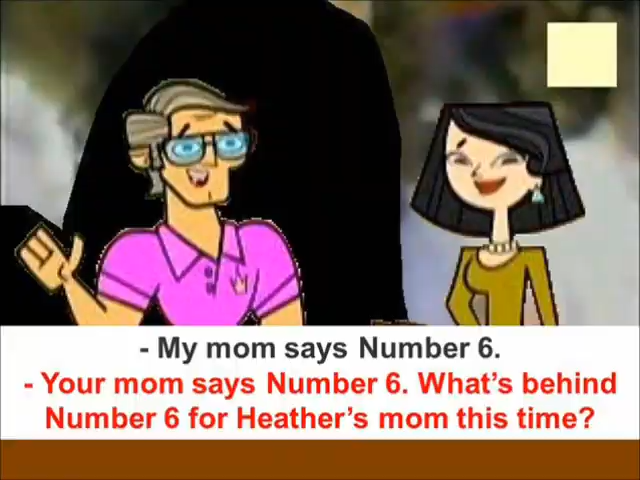 - My mom says Number 6.
- Your mom says Number 6. What's behind
Number 6 for Heather's mom this time?